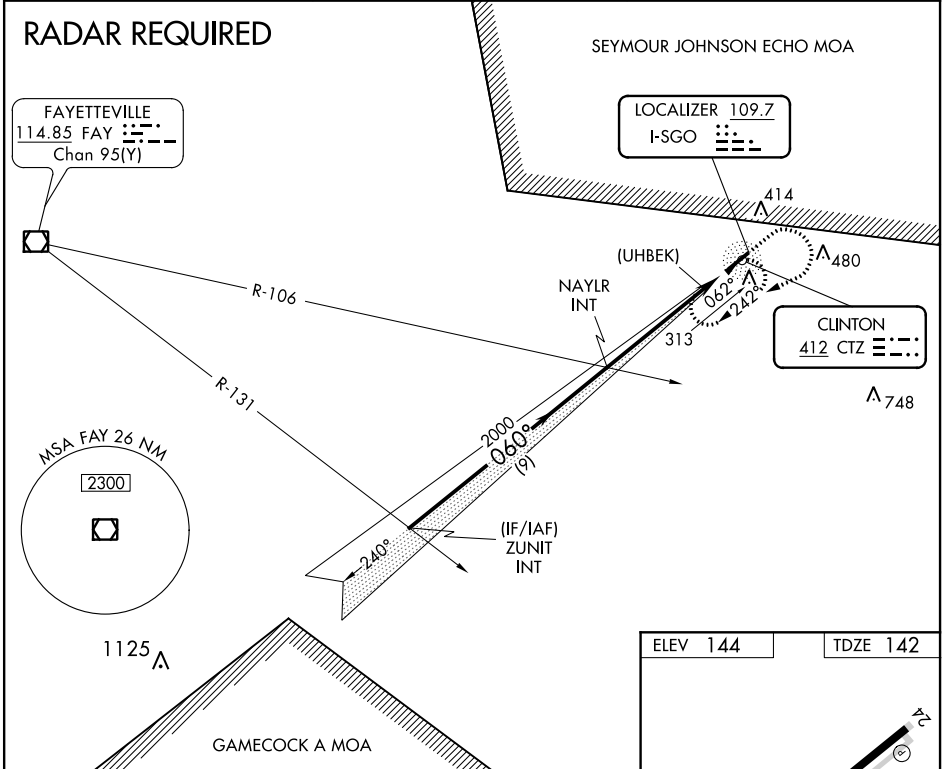 RADAR REQUIRED
SEYMOUR JOHNSON ECHO MOA
FAYETTEVILLE
114.85 FAY
Chan 95(Y)
LOCALIZER 109.7
I-SGO
414
(UHBEK)
480
NAYLR
INT
R-106
062°
242°
313
CLINTON
412 CTZ
R-131
748
2000
060°
(9)
MSA FAY 26 NM
2300
(IF/IAF)
ZUNIT
INT
240°
1125
ELEV 144
TDZE 142
24
P
GAMECOCK A MOA